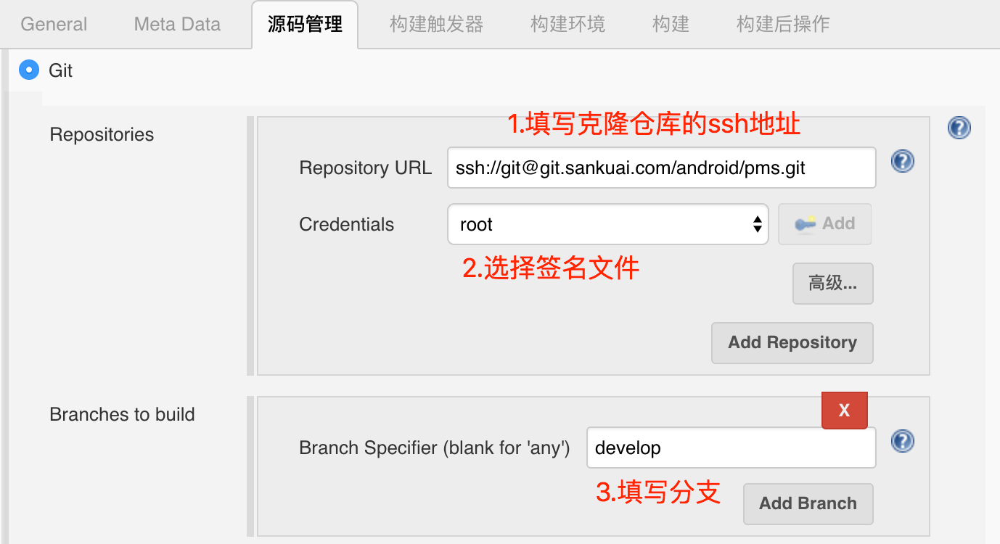 General Meta Data 源码管理 构建触发器 构建环境 构建 构建后操作
Git
1.填写克隆仓库的ssh地址
Repositories
Repository URL ssh://git@git.sankuai.com/android/pms.git
Credentials root Add
2.选择签名文件
高级...
Add Repository
X
Branches to build
Branch Specifier (blank for 'any') develop
3.填写分支
Add Branch